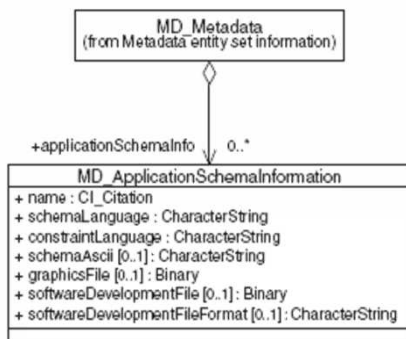 MD_Metadata
(from Metadata entity set information)
+applicationSchemaInfo 0..*
MD_ApplicationSchemaInformation
+ name : CI_Citation
+ schemaLanguage : CharacterString
+ constraintLanguage : CharacterString
+ schemaAscii [0..1] : CharacterString
+ graphicsFile [0..1] : Binary
+ softwareDevelopmentFile [0..1] : Binary
+ softwareDevelopmentFileFormat [0..1] : CharacterString